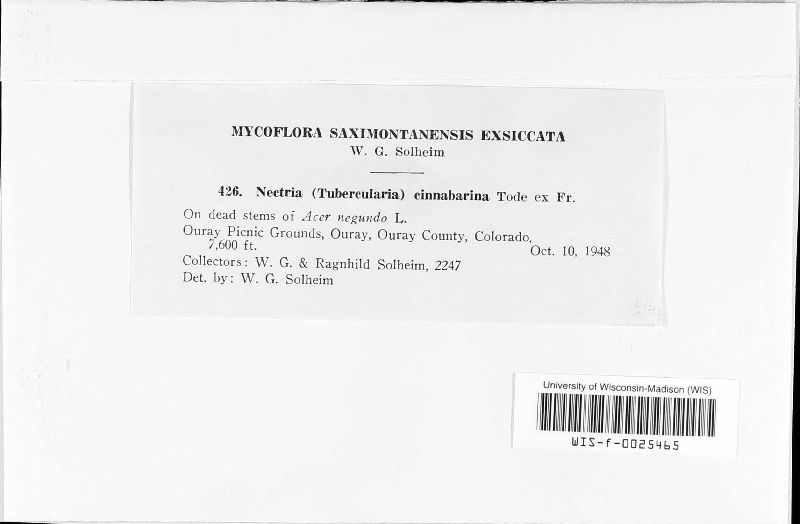 MYCOFLORA SAXIMONTANENSIS EXSICCATA
W. G. Solheim
426. Nectria (Tubercularia) cinnabarina Tode ex Fr.
On dead stems of Acer negundo L.
Ouray Picnic Grounds, Ouray, Ouray County, Colorado,
7,600 ft. Oct. 10, 1948
Collectors: W. G. & Ragnhild Solheim, 2247
Det. by: W. G. Solheim
University of Wisconsin-Madison (WIS)
WIS-f-0025465